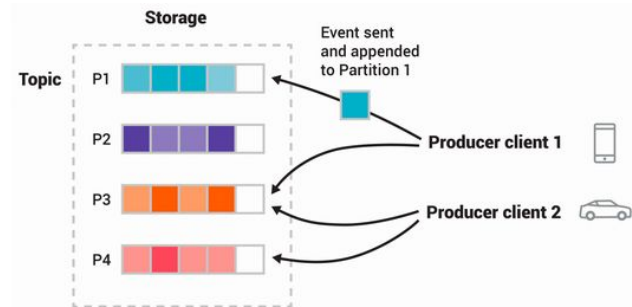 Storage
Topic
Event sent
and appended
to Partition 1
P1
P2
P3
P4
Producer client 1
Producer client 2